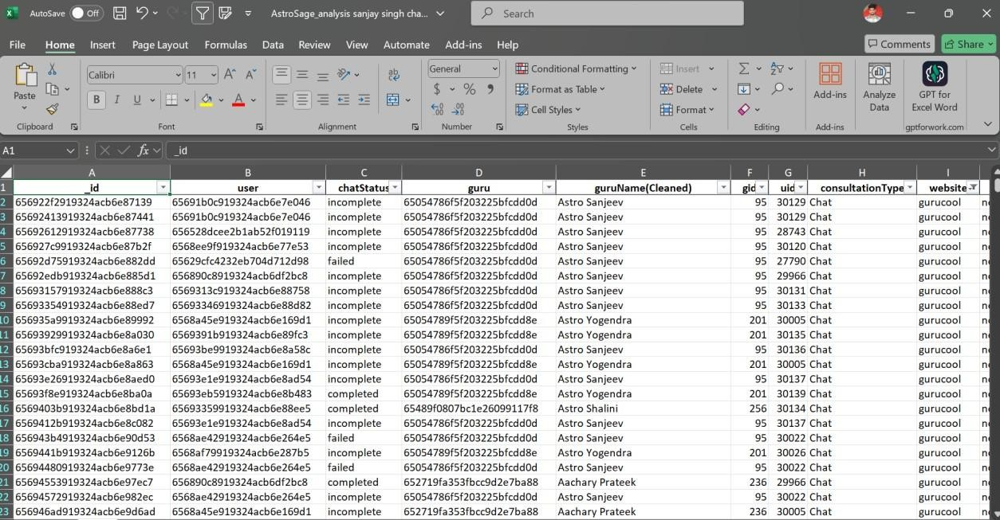 AutoSave Off AstroSage_analysis sanjay singh cha... Search
File Home Insert Page Layout Formulas Data Review View Automate Add-ins Help Comments Share
Calibri 11 General Conditional Formatting Insert Σ
Paste B I U A $ % Format as Table Delete Add-ins Analyze Data GPT for Excel Word
Cell Styles Format
Clipboard Font Alignment Number Styles Cells Editing Add-ins gptforwork.com
A1 fx _id
A B C D E F G H I
1 _id user chatStatus guru guruName(Cleaned) gid uid consultationType website
2 656922f2919324acb6e87139 65691b0c919324acb6e7e046 incomplete 65054786f5f203225bfcdd0d Astro Sanjeev 95 30129 Chat gurucool
3 65692413919324acb6e87441 65691b0c919324acb6e7e046 incomplete 65054786f5f203225bfcdd0d Astro Sanjeev 95 30129 Chat gurucool
4 65692612919324acb6e87738 656528dcee2b1ab52f019119 incomplete 65054786f5f203225bfcdd0d Astro Sanjeev 95 28743 Chat gurucool
5 656927c9919324acb6e87b2f 6568ee9f919324acb6e77e53 incomplete 65054786f5f203225bfcdd0d Astro Sanjeev 95 30120 Chat gurucool
6 65692d75919324acb6e882dd 65629cfc4232eb704d712d98 failed 65054786f5f203225bfcdd0d Astro Sanjeev 95 27790 Chat gurucool
7 65692edb919324acb6e885d1 656890c8919324acb6df2bc8 incomplete 65054786f5f203225bfcdd0d Astro Sanjeev 95 29966 Chat gurucool
8 65693157919324acb6e888c3 6569313c919324acb6e88758 incomplete 65054786f5f203225bfcdd0d Astro Sanjeev 95 30131 Chat gurucool
9 65693354919324acb6e88ed7 65693346919324acb6e88d82 incomplete 65054786f5f203225bfcdd0d Astro Sanjeev 95 30133 Chat gurucool
10 656935a9919324acb6e89992 6568a45e919324acb6e169d1 incomplete 65054789f5f203225bfcdd8e Astro Yogendra 201 30005 Chat gurucool
11 65693929919324acb6e8a030 6569391b919324acb6e89fc3 incomplete 65054789f5f203225bfcdd8e Astro Yogendra 201 30135 Chat gurucool
12 65693bfc919324acb6e8a6e1 65693be9919324acb6e8a58c incomplete 65054786f5f203225bfcdd0d Astro Sanjeev 95 30136 Chat gurucool
13 65693cba919324acb6e8a863 6568a45e919324acb6e169d1 incomplete 65054789f5f203225bfcdd8e Astro Yogendra 201 30005 Chat gurucool
14 65693e26919324acb6e8aed0 65693e1e919324acb6e8ad54 incomplete 65054786f5f203225bfcdd0d Astro Sanjeev 95 30137 Chat gurucool
15 65693f8e919324acb6e8ba0a 65693eb5919324acb6e8b483 completed 65054789f5f203225bfcdd8e Astro Yogendra 201 30139 Chat gurucool
16 6569403b919324acb6e8bd1a 65693359919324acb6e88ee5 completed 65489f0807bc1e26099117f8 Astro Shalini 256 30134 Chat gurucool
17 6569412b919324acb6e8c082 65693e1e919324acb6e8ad54 incomplete 65054786f5f203225bfcdd0d Astro Sanjeev 95 30137 Chat gurucool
18 656943b4919324acb6e90d53 6568ae42919324acb6e264e5 failed 65054786f5f203225bfcdd0d Astro Sanjeev 95 30022 Chat gurucool
19 6569441b919324acb6e9126b 6568af79919324acb6e287b5 incomplete 65054789f5f203225bfcdd8e Astro Yogendra 201 30026 Chat gurucool
20 65694480919324acb6e9773e 6568ae42919324acb6e264e5 failed 65054786f5f203225bfcdd0d Astro Sanjeev 95 30022 Chat gurucool
21 65694553919324acb6e97ec7 656890c8919324acb6df2bc8 completed 652719fa353fbcc9d2e7ba88 Aachary Prateek 236 29966 Chat gurucool
22 65694572919324acb6e982ec 6568ae42919324acb6e264e5 incomplete 65054786f5f203225bfcdd0d Astro Sanjeev 95 30022 Chat gurucool
23 656946ad919324acb6e9d6ad 6568a45e919324acb6e169d1 incomplete 652719fa353fbcc9d2e7ba88 Aachary Prateek 236 30005 Chat gurucool